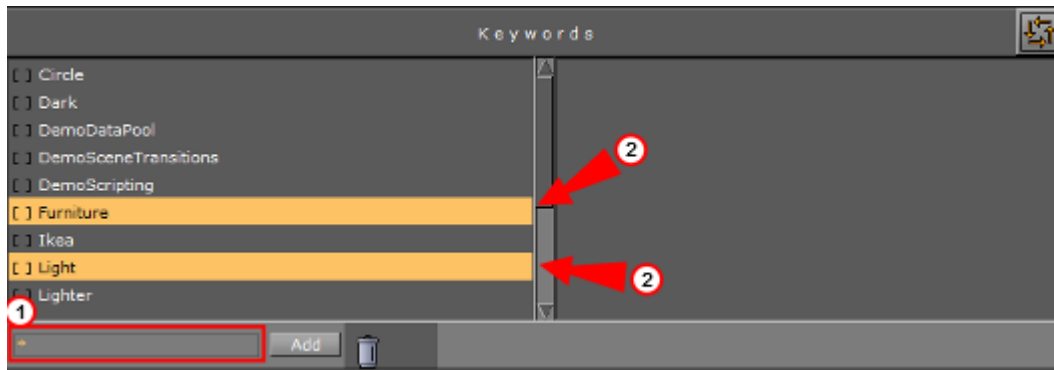 Keywords
[ ] Circle
[ ] Dark
[ ] DemoDataPool
[ ] DemoSceneTransitions
[ ] DemoScripting
[ ] Furniture
[ ] Ikea
[ ] Light
[ ] Lighter
2
2
1
* Add